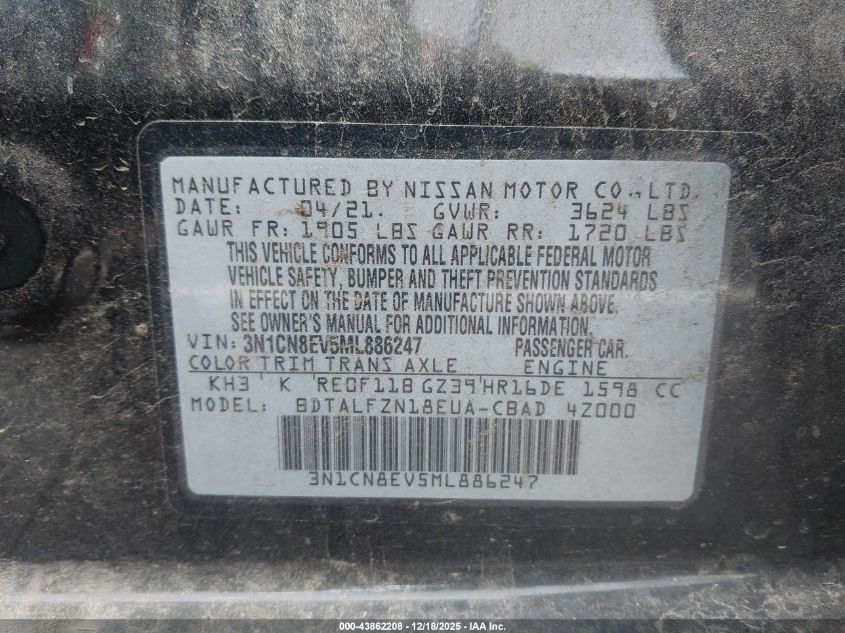 MANUFACTURED BY NISSAN MOTOR CO.,LTD.
DATE: 04/21. GVWR: 3624 LBS
GAWR FR: 1905 LBS GAWR RR: 1720 LBS
THIS VEHICLE CONFORMS TO ALL APPLICABLE FEDERAL MOTOR
VEHICLE SAFETY, BUMPER AND THEFT PREVENTION STANDARDS
IN EFFECT ON THE DATE OF MANUFACTURE SHOWN ABOVE.
SEE OWNER'S MANUAL FOR ADDITIONAL INFORMATION.
VIN: 3N1CN8EV5ML886247 PASSENGER CAR.
COLOR TRIM TRANS AXLE ENGINE
KH3 K RE0F11B GZ39 HR16DE 1598 CC
MODEL: BDTALFZN18EUA-CBAD 4Z000
3N1CN8EV5ML886247
000-43862208 - 12/18/2025 - IAA Inc.